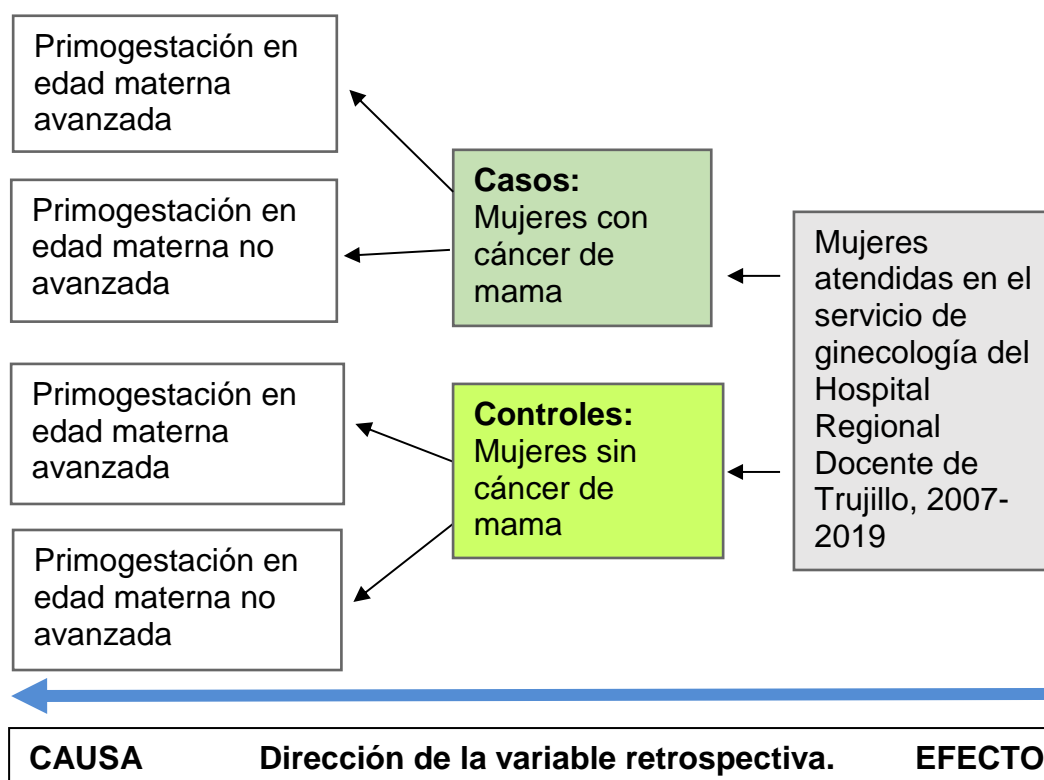 Primogestación en
edad materna
avanzada
Primogestación en
edad materna no
avanzada
Primogestación en
edad materna
avanzada
Primogestación en
edad materna no
avanzada
Casos:
Mujeres con
cáncer de
mama
Controles:
Mujeres sin
cáncer de
mama
Mujeres
atendidas en el
servicio de
ginecología del
Hospital
Regional
Docente de
Trujillo, 2007-
2019
CAUSA Dirección de la variable retrospectiva. EFECTO